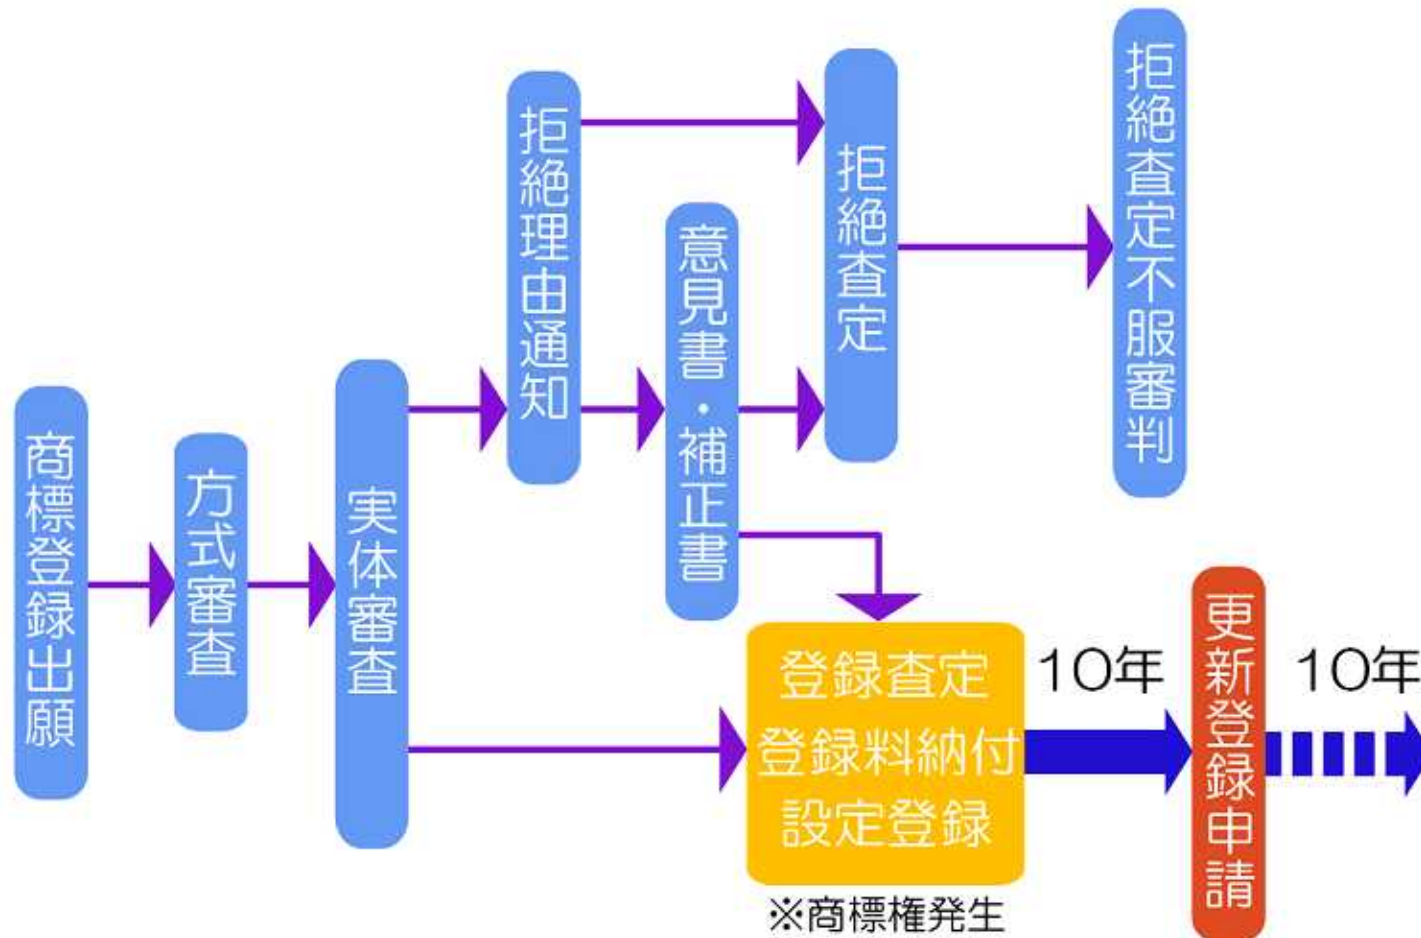 商標登録出願
方式審査
実体審査
拒絶理由通知
意見書・補正書
拒絶査定
拒絶査定不服審判
登録査定
登録料納付
設定登録
※商標権発生
10年
更新登録申請
10年